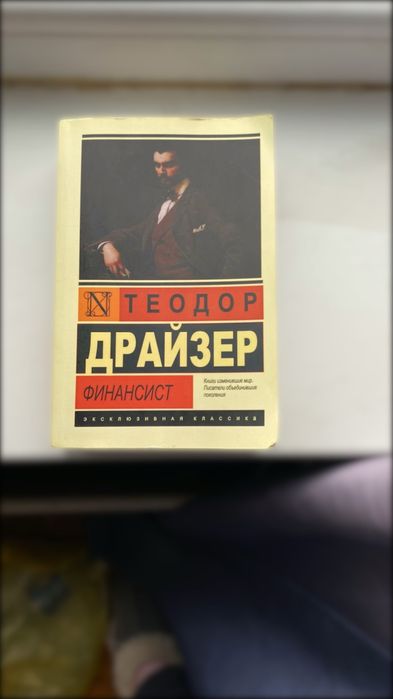 ТЕОДОР
ДРАЙЗЕР
ФИНАНСИСТ
Книги, изменившие мир.
Писатели, объединившие
поколения
ЭКСКЛЮЗИВНАЯ КЛАССИКА